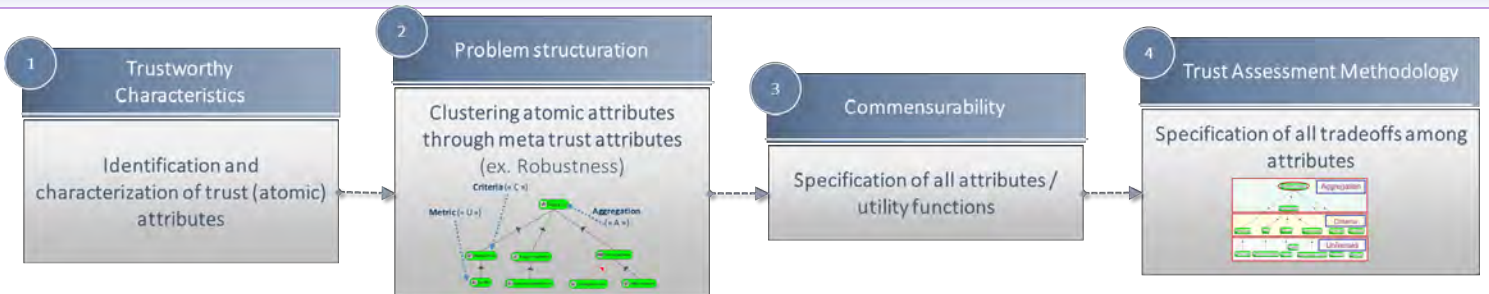 1
Trustworthy
Characteristics
Identification and
characterization of trust (atomic)
attributes
2
Problem structuration
Clustering atomic attributes
through meta trust attributes
(ex. Robustness)
Criteria (« C »)
Metric (« U »)
Aggregation
(« A »)
3
Commensurability
Specification of all attributes /
utility functions
4
Trust Assessment Methodology
Specification of all tradeoffs among
attributes
Aggregation
Criteria
Universes